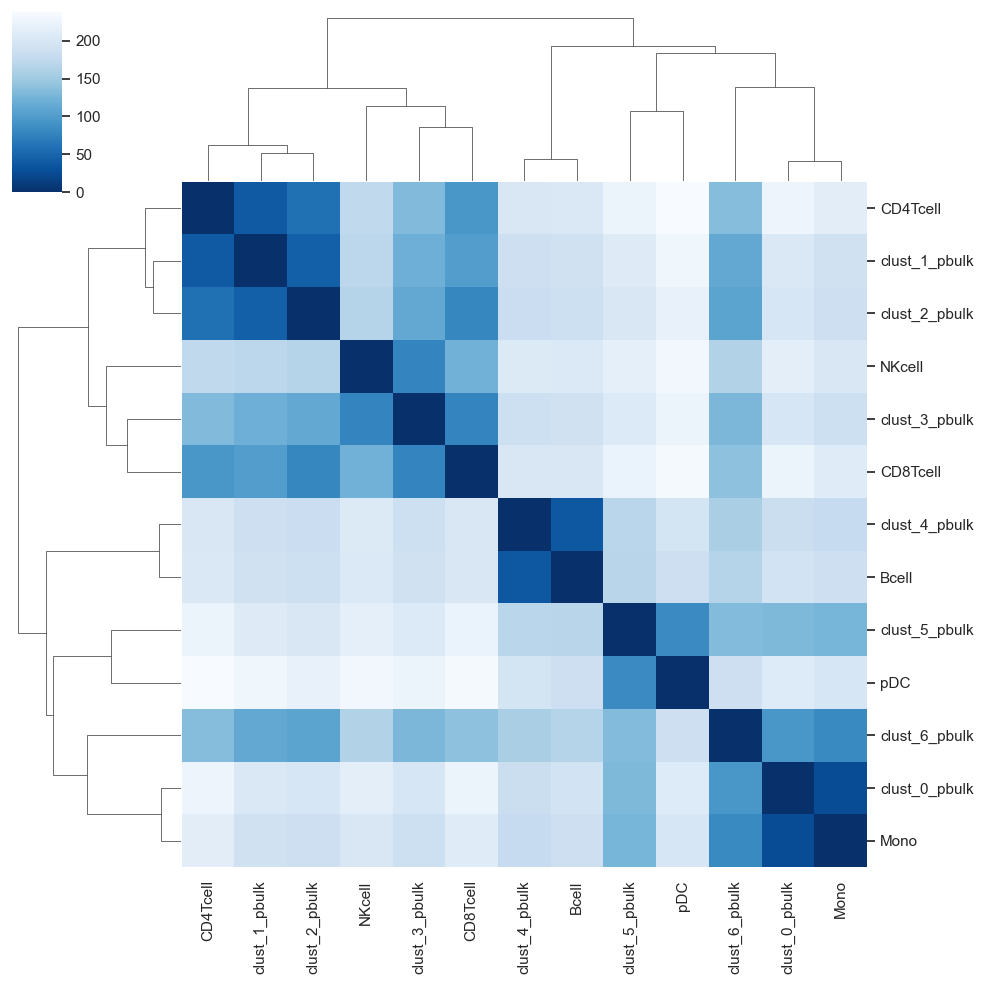 200
150
100
50
0
CD4Tcell
clust_1_pbulk
clust_2_pbulk
NKcell
clust_3_pbulk
CD8Tcell
clust_4_pbulk
Bcell
clust_5_pbulk
pDC
clust_6_pbulk
clust_0_pbulk
Mono
CD4Tcell
clust_1_pbulk
clust_2_pbulk
NKcell
clust_3_pbulk
CD8Tcell
clust_4_pbulk
Bcell
clust_5_pbulk
pDC
clust_6_pbulk
clust_0_pbulk
Mono